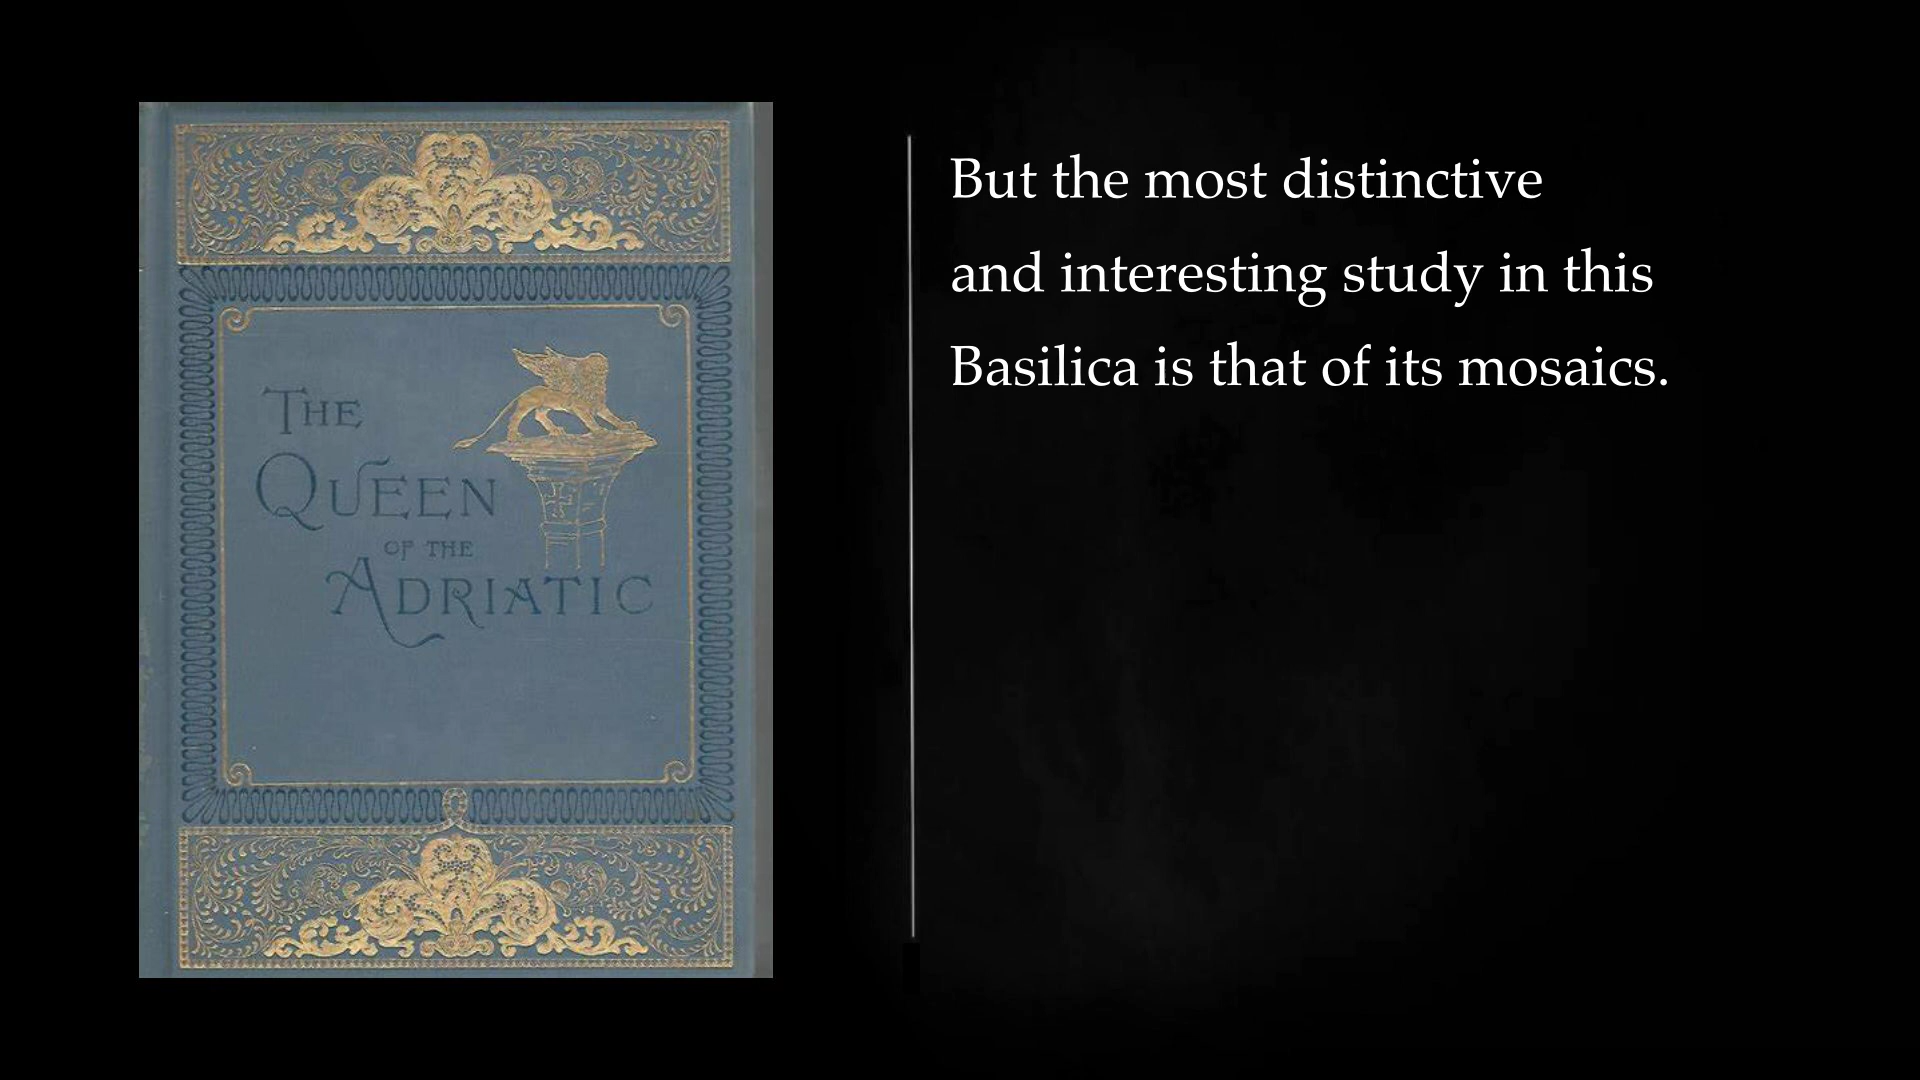 The
Queen
of the
Adriatic
But the most distinctive
and interesting study in this
Basilica is that of its mosaics.